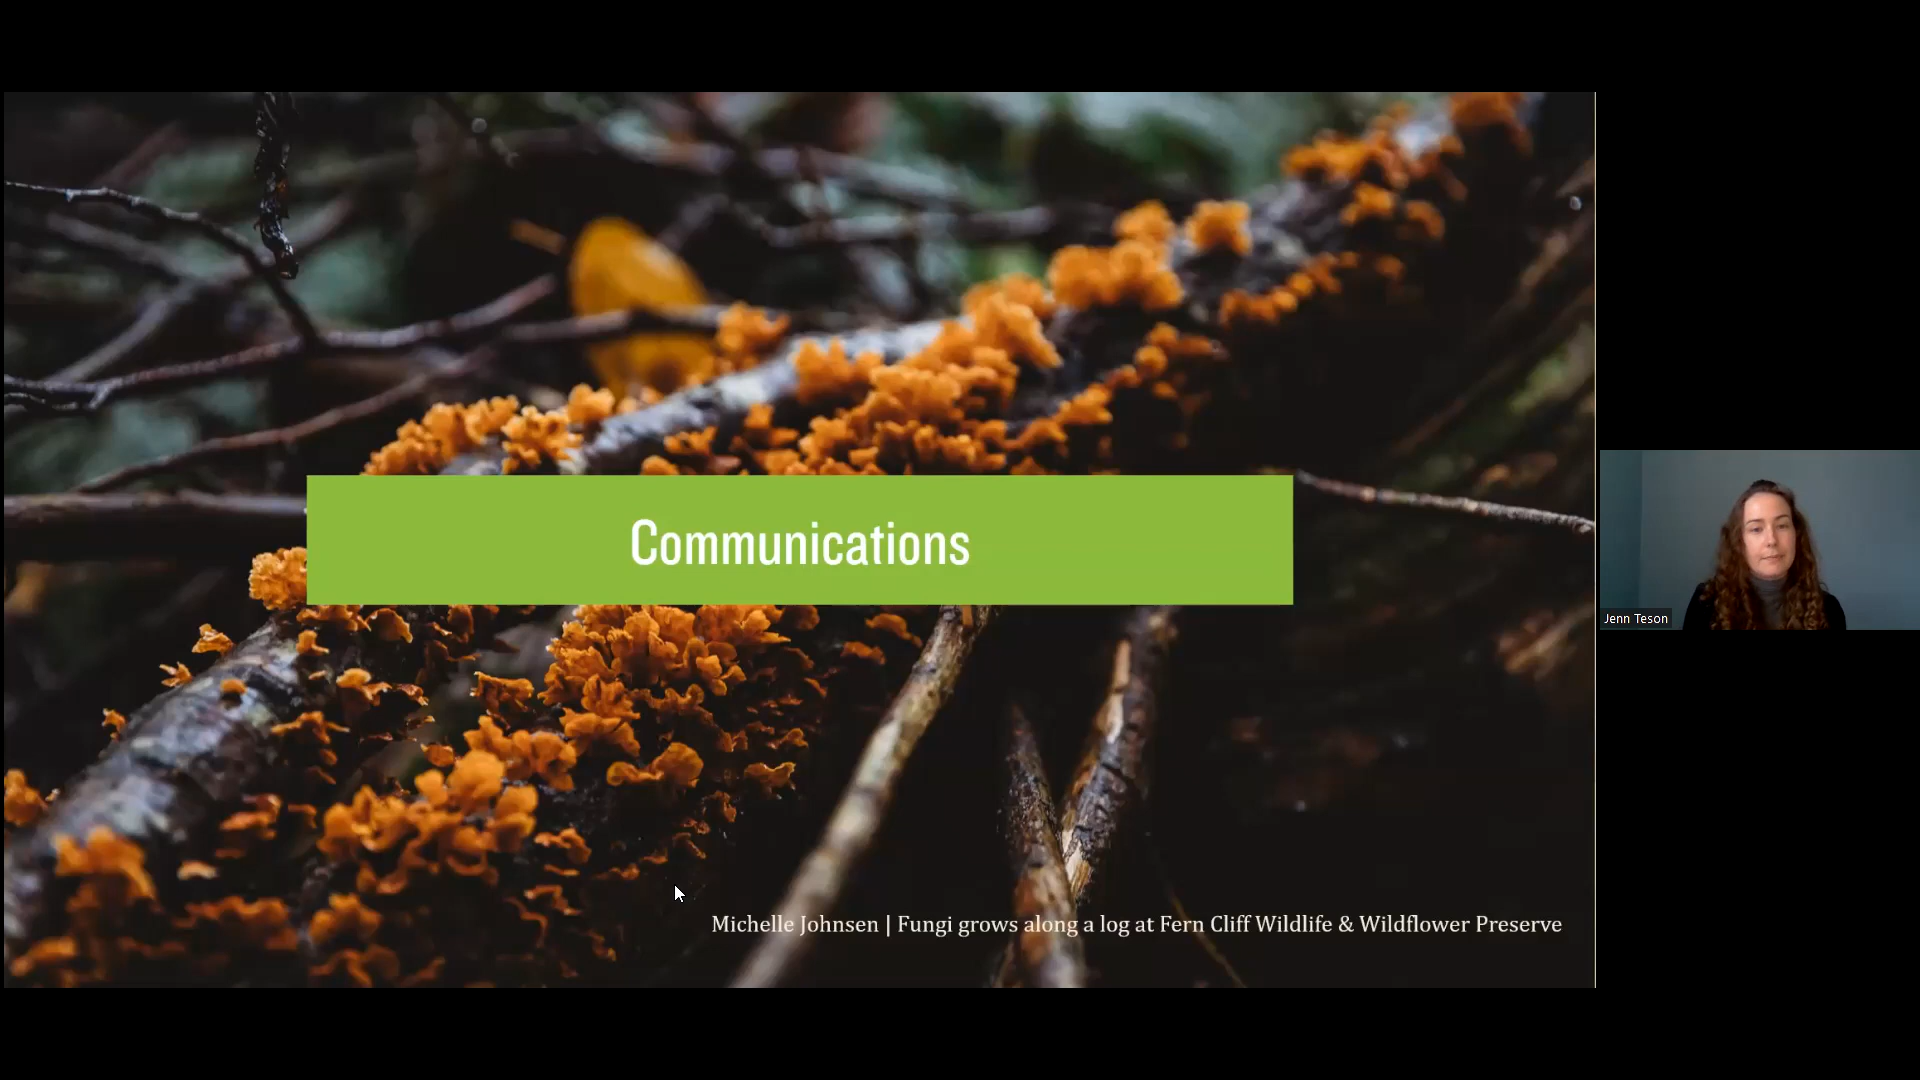 Communications
Jenn Teson
Michelle Johnsen | Fungi grows along a log at Fern Cliff Wildlife & Wildflower Preserve